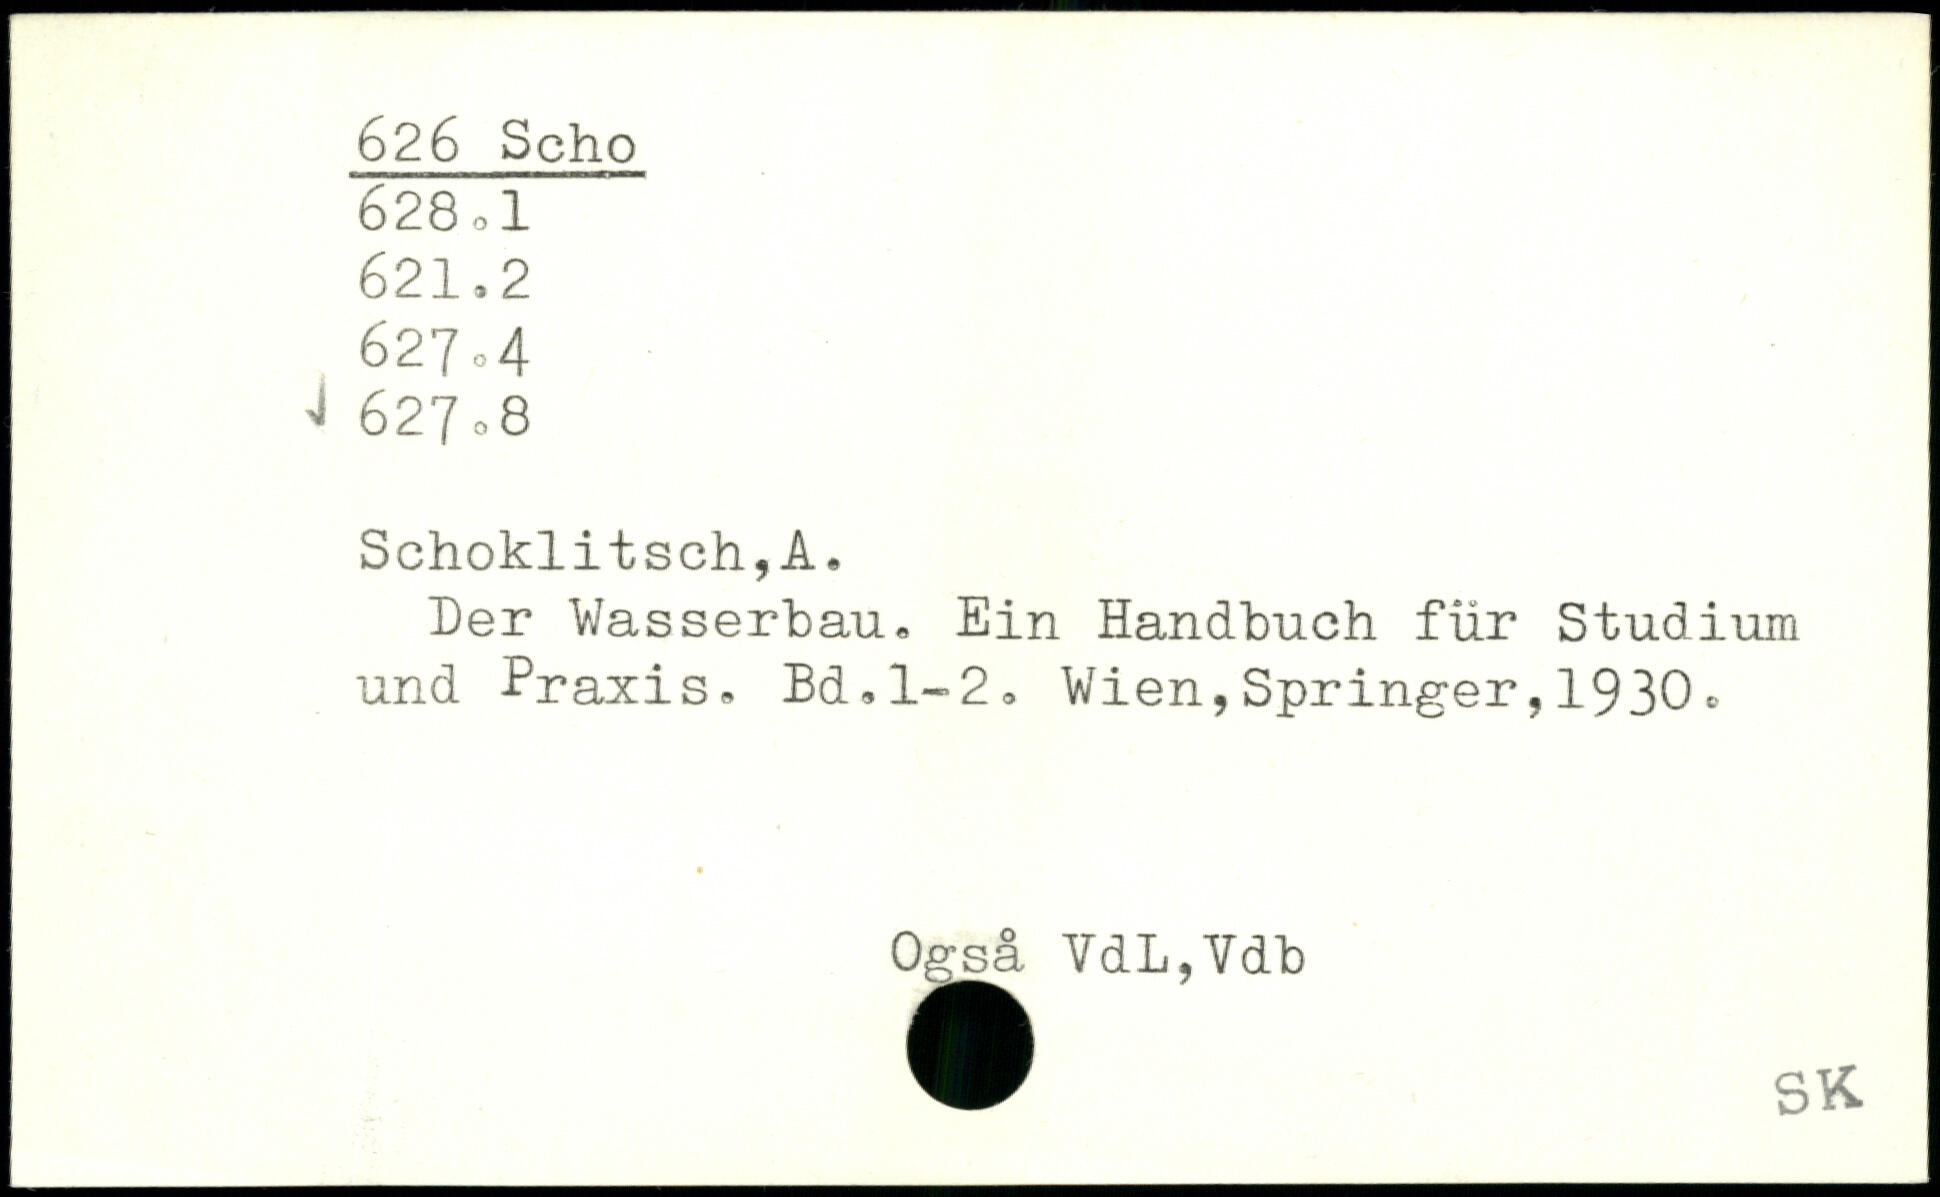 626 Scho
628.1
621.2
627.4
627.8
Schoklitsch,A.
Der Wasserbau. Ein Handbuch für Studium
und Praxis. Bd.1-2. Wien,Springer,1930.
Også VdL,Vdb
SK